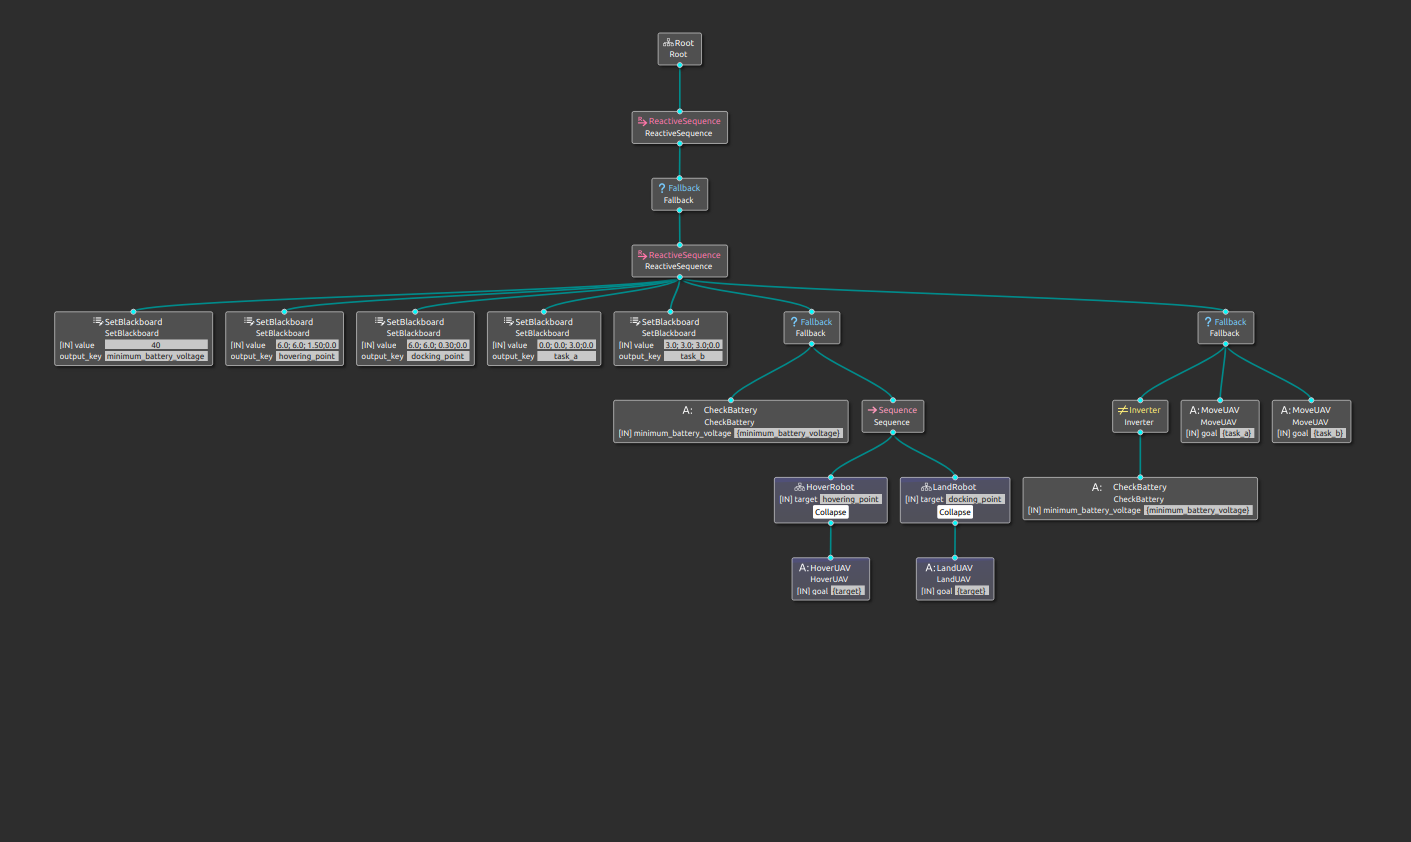 Root
Root
ReactiveSequence
ReactiveSequence
? Fallback
Fallback
ReactiveSequence
ReactiveSequence
SetBlackboard
SetBlackboard
[IN] value 40
output_key minimum_battery_voltage
SetBlackboard
SetBlackboard
[IN] value 6.0; 6.0; 1.50;0.0
output_key hovering_point
SetBlackboard
SetBlackboard
[IN] value 6.0; 6.0; 0.30;0.0
output_key docking_point
SetBlackboard
SetBlackboard
[IN] value 0.0; 0.0; 3.0;0.0
output_key task_a
SetBlackboard
SetBlackboard
[IN] value 3.0; 3.0; 3.0;0.0
output_key task_b
? Fallback
Fallback
? Fallback
Fallback
A: CheckBattery
CheckBattery
[IN] minimum_battery_voltage {minimum_battery_voltage}
Sequence
Sequence
≠ Inverter
Inverter
A: MoveUAV
MoveUAV
[IN] goal {task_a}
A: MoveUAV
MoveUAV
[IN] goal {task_b}
HoverRobot
[IN] target hovering_point
Collapse
LandRobot
[IN] target docking_point
Collapse
A: CheckBattery
CheckBattery
[IN] minimum_battery_voltage {minimum_battery_voltage}
A: HoverUAV
HoverUAV
[IN] goal {target}
A: LandUAV
LandUAV
[IN] goal {target}